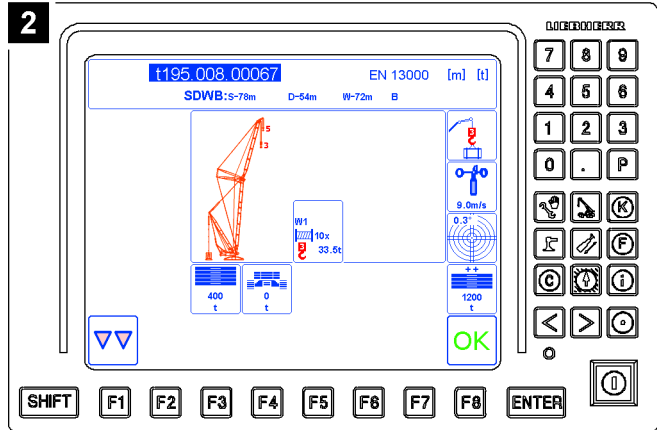 2
LIEBHERR
t195.008.00067 EN 13000 [m] [t]
SDWB:S-78m D-54m W-72m B
5
3
3
9.0m/s
0.3°
W1
10x
3
33.5t
400
t
0
t
++
1200
t
OK
7 8 9
4 5 6
1 2 3
0 . P
K
F
C i
< >
SHIFT F1 F2 F3 F4 F5 F6 F7 F8 ENTER